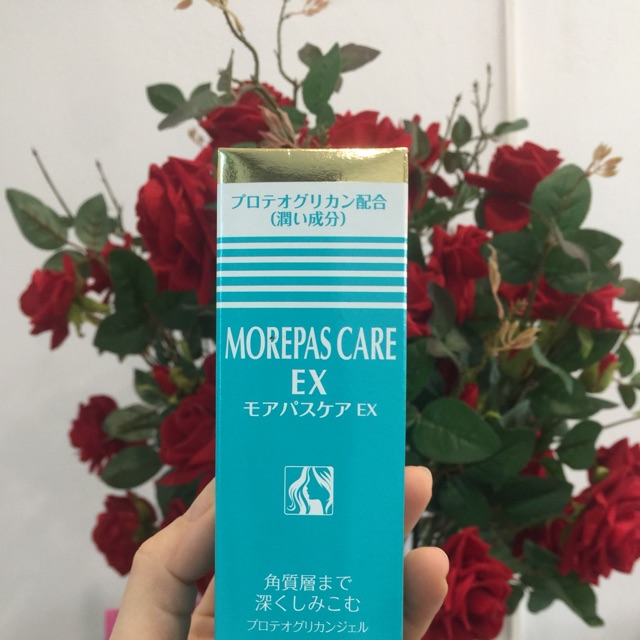 プロテオグリカン配合
(潤い成分)
MOREPAS CARE
EX
モアパスケア EX
角質層まで
深くしみこむ
プロテオグリカンジェル